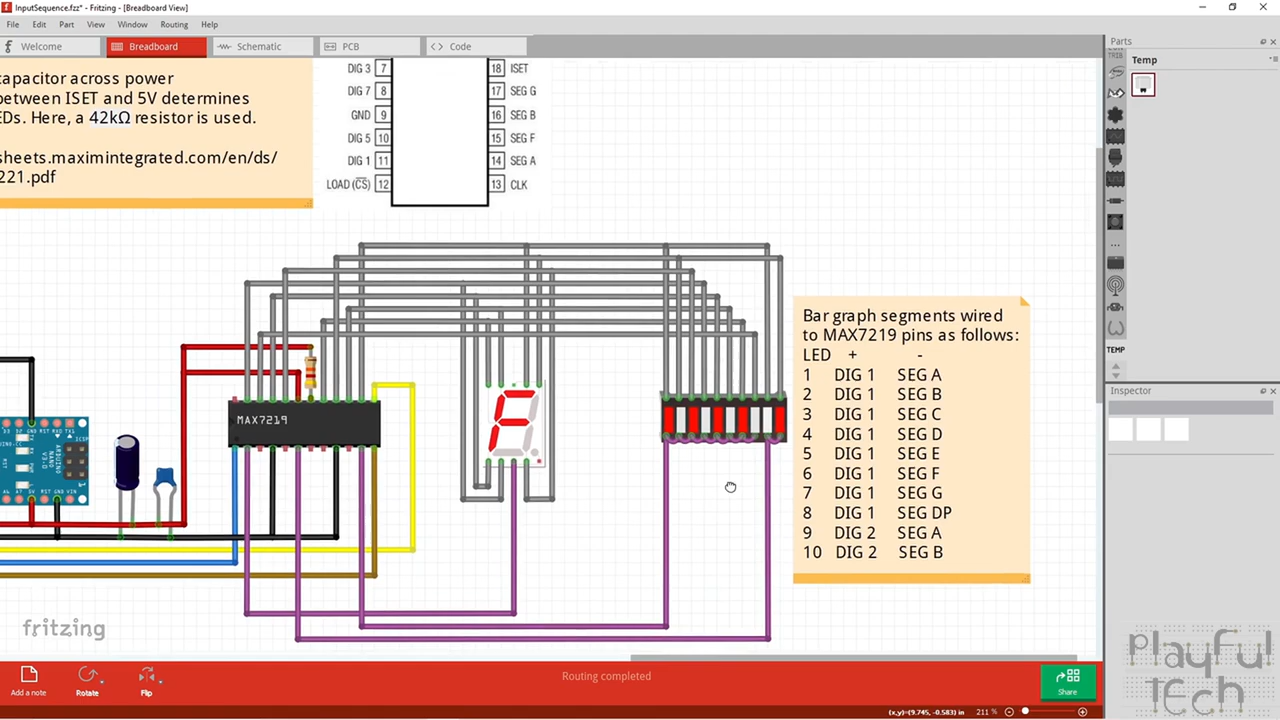 InputSequence.fzz* - Fritzing - [Breadboard View]
File Edit Part View Window Routing Help
Welcome Breadboard Schematic PCB Code
Parts
Temp
TEMP
Inspector
capacitor across power
between ISET and 5V determines
EDs. Here, a 42kΩ resistor is used.
sheets.maximintegrated.com/en/ds/
221.pdf
DIG 3 7 18 ISET
DIG 7 8 17 SEG G
GND 9 16 SEG B
DIG 5 10 15 SEG F
DIG 1 11 14 SEG A
LOAD (CS) 12 13 CLK
MAX7219
Bar graph segments wired
to MAX7219 pins as follows:
LED + -
1 DIG 1 SEG A
2 DIG 1 SEG B
3 DIG 1 SEG C
4 DIG 1 SEG D
5 DIG 1 SEG E
6 DIG 1 SEG F
7 DIG 1 SEG G
8 DIG 1 SEG DP
9 DIG 2 SEG A
10 DIG 2 SEG B
fritzing
Playful
Tech
Add a note Rotate Flip
Routing completed
Share
(x,y)=(9.745, -0.583) in 211 %